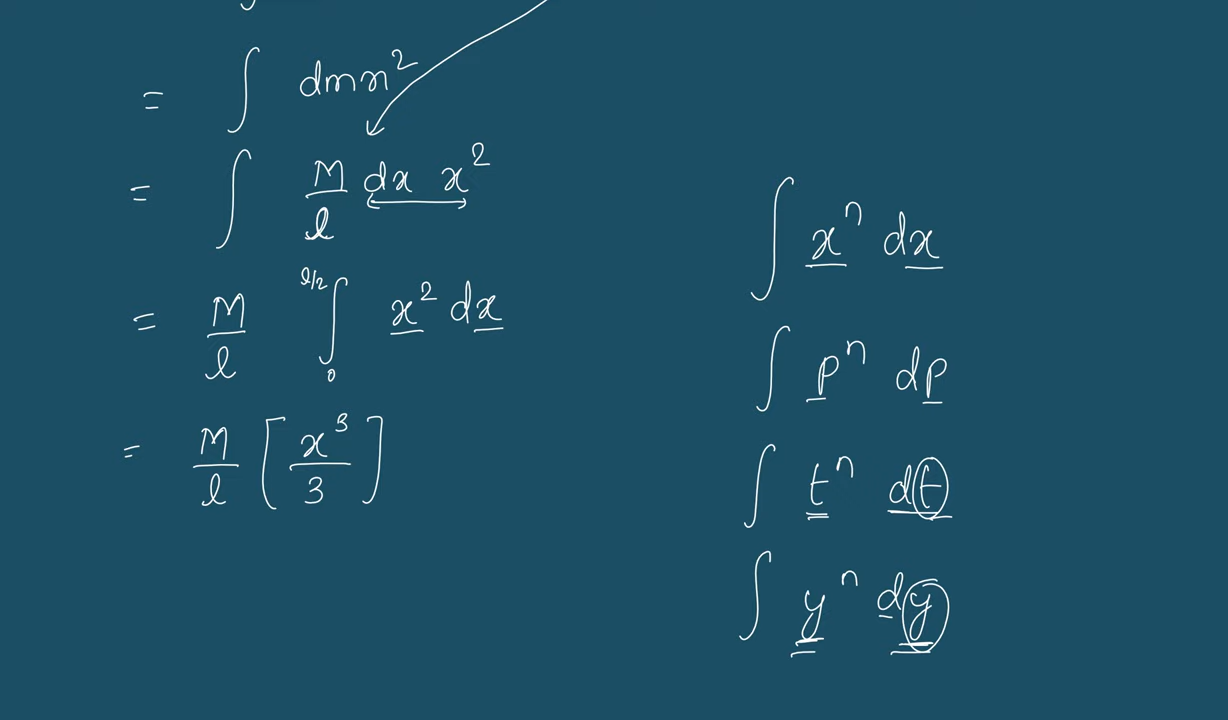 = ∫ dm x²
= ∫ M/l dx x²
= M/l ∫₀^{l/2} x² dx
= M/l [x³/3]
∫ xⁿ dx
∫ pⁿ dp
∫ tⁿ dt
∫ yⁿ dy